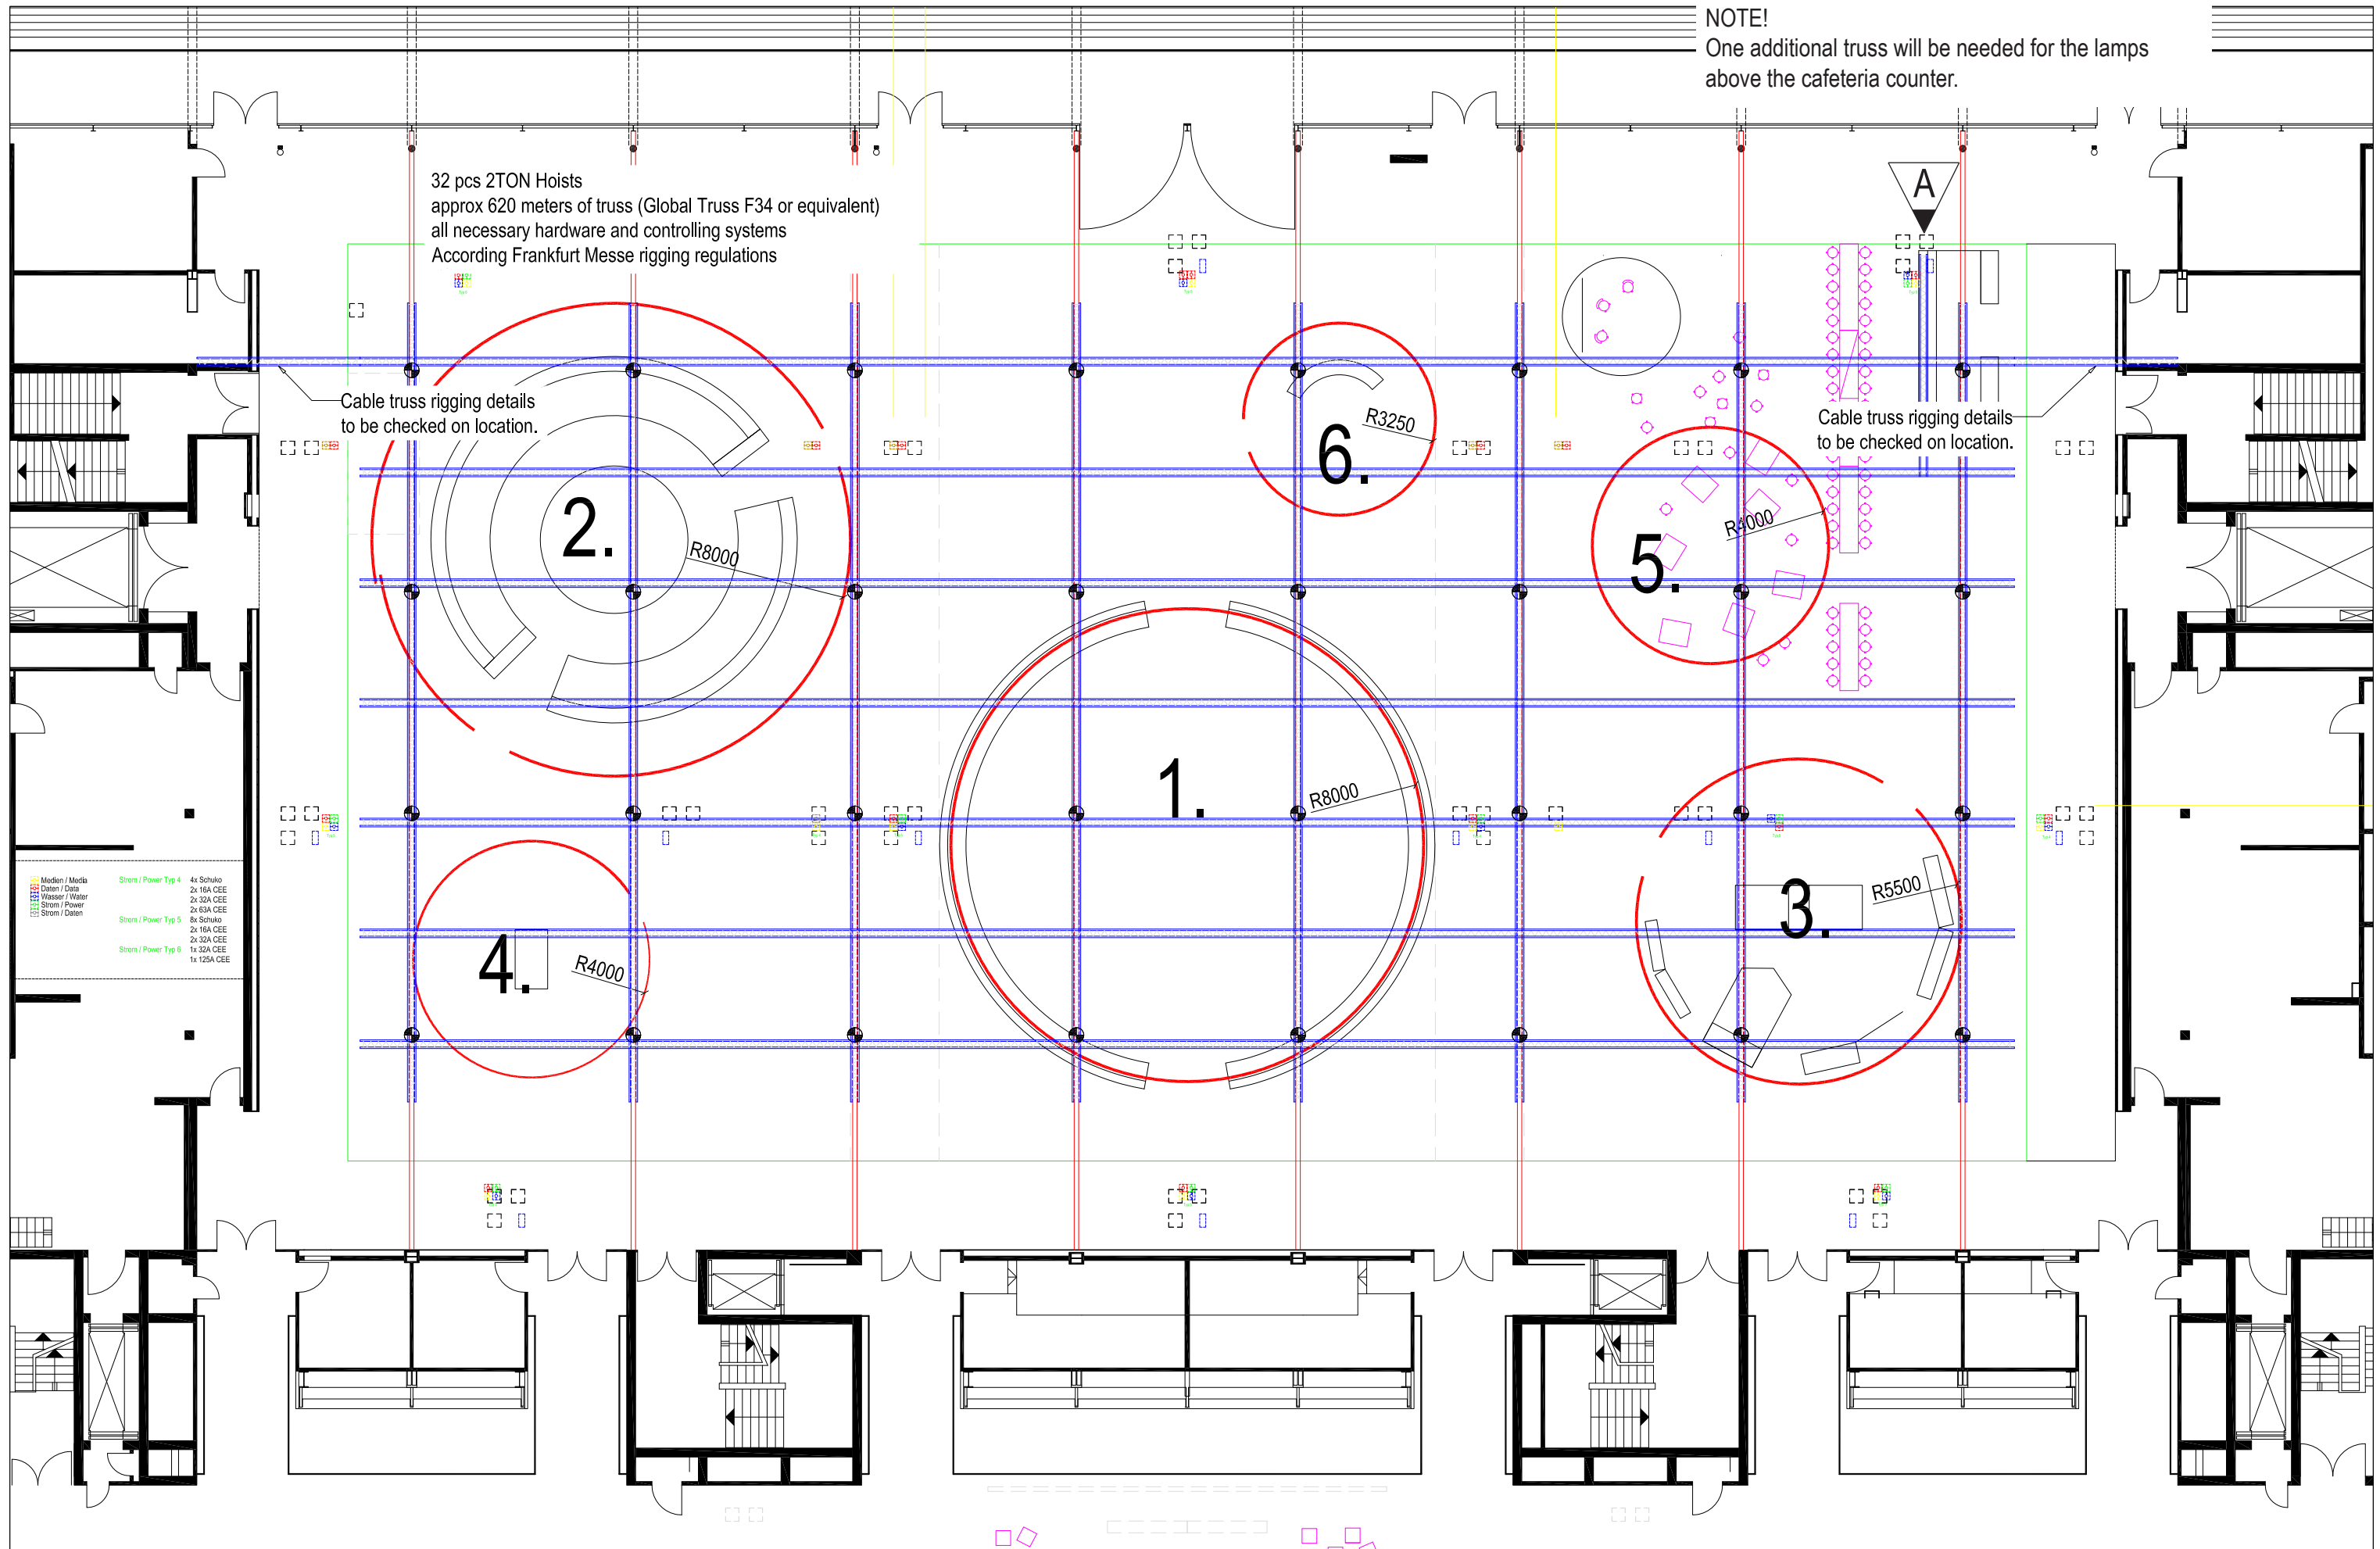 NOTE!
One additional truss will be needed for the lamps
above the cafeteria counter.
A
32 pcs 2TON Hoists
approx 620 meters of truss (Global Truss F34 or equivalent)
all necessary hardware and controlling systems
According Frankfurt Messe rigging regulations
Cable truss rigging details
to be checked on location.
Cable truss rigging details
to be checked on location.
R3250
6.
2.
R8000
R4000
5.
1.
R8000
3.
R5500
4.
R4000
Medien / Media
Daten / Data
Wasser / Water
Strom / Power
Strom / Daten
Strom / Power Typ 4 4x Schuko
2x 16A CEE
2x 32A CEE
2x 63A CEE
Strom / Power Typ 5 8x Schuko
2x 16A CEE
2x 32A CEE
Strom / Power Typ 6 1x 32A CEE
1x 125A CEE